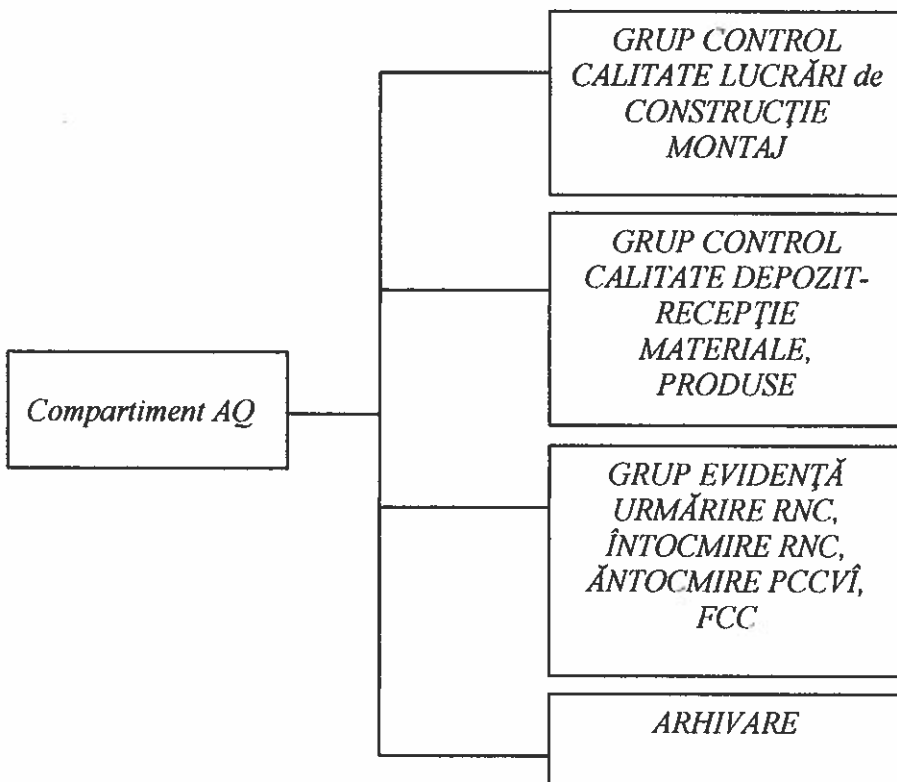 GRUP CONTROL
CALITATE LUCRĂRI de
CONSTRUCŢIE
MONTAJ
GRUP CONTROL
CALITATE DEPOZIT-
RECEPŢIE
MATERIALE,
PRODUSE
Compartiment AQ
GRUP EVIDENŢĂ
URMĂRIRE RNC,
ÎNTOCMIRE RNC,
ĂNTOCMIRE PCCVÎ,
FCC
ARHIVARE